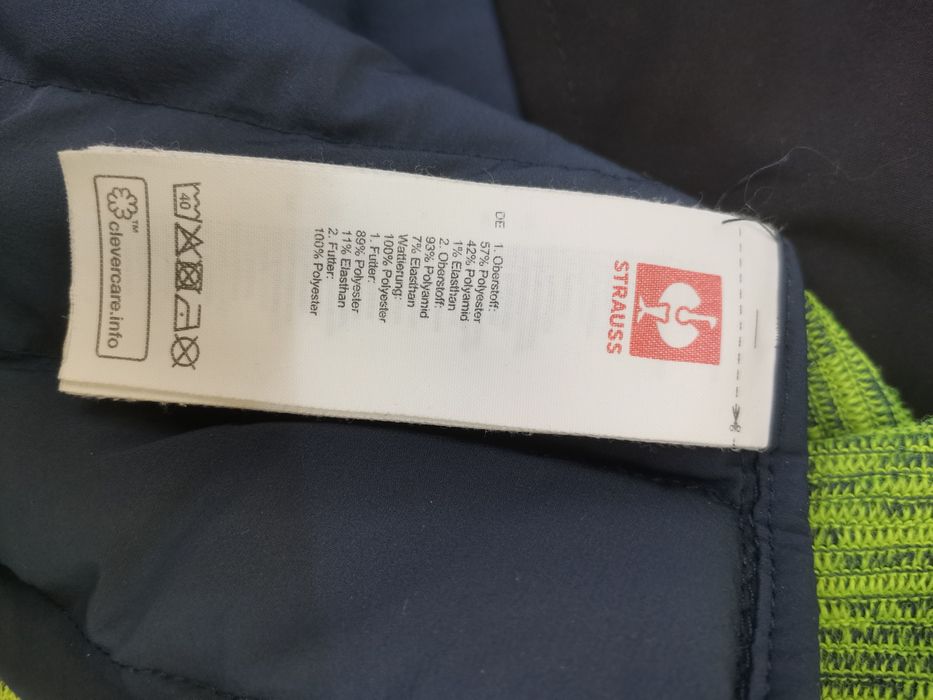 STRAUSS
DE
1. Oberstoff:
57% Polyester
42% Polyamid
1% Elasthan
2. Oberstoff:
93% Polyamid
7% Elasthan
Wattierung:
100% Polyester
1. Futter:
89% Polyester
11% Elasthan
2. Futter:
100% Polyester
40
™
clevercare.info